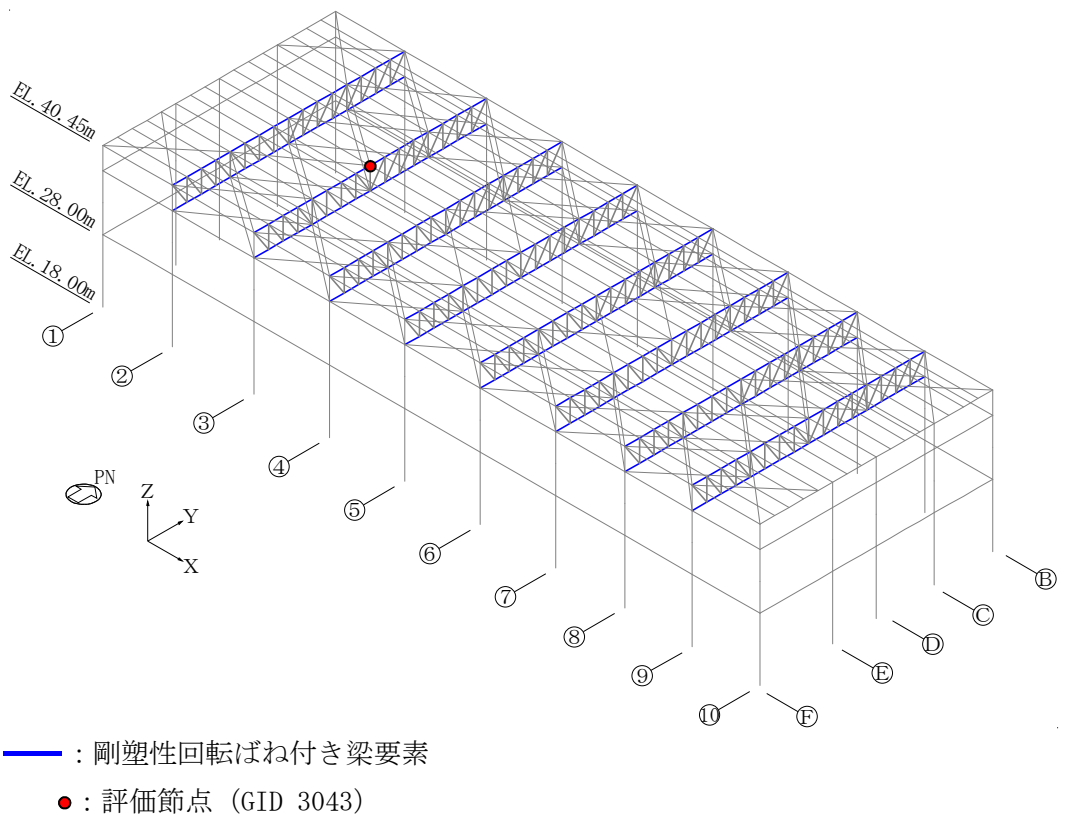 EL.40.45m
EL.28.00m
EL.18.00m
①
②
③
④
⑤
⑥
⑦
⑧
⑨
⑩
PN
Z
Y
X
Ⓑ
Ⓒ
Ⓓ
Ⓔ
Ⓕ
：剛塑性回転ばね付き梁要素
：評価節点 (GID 3043)